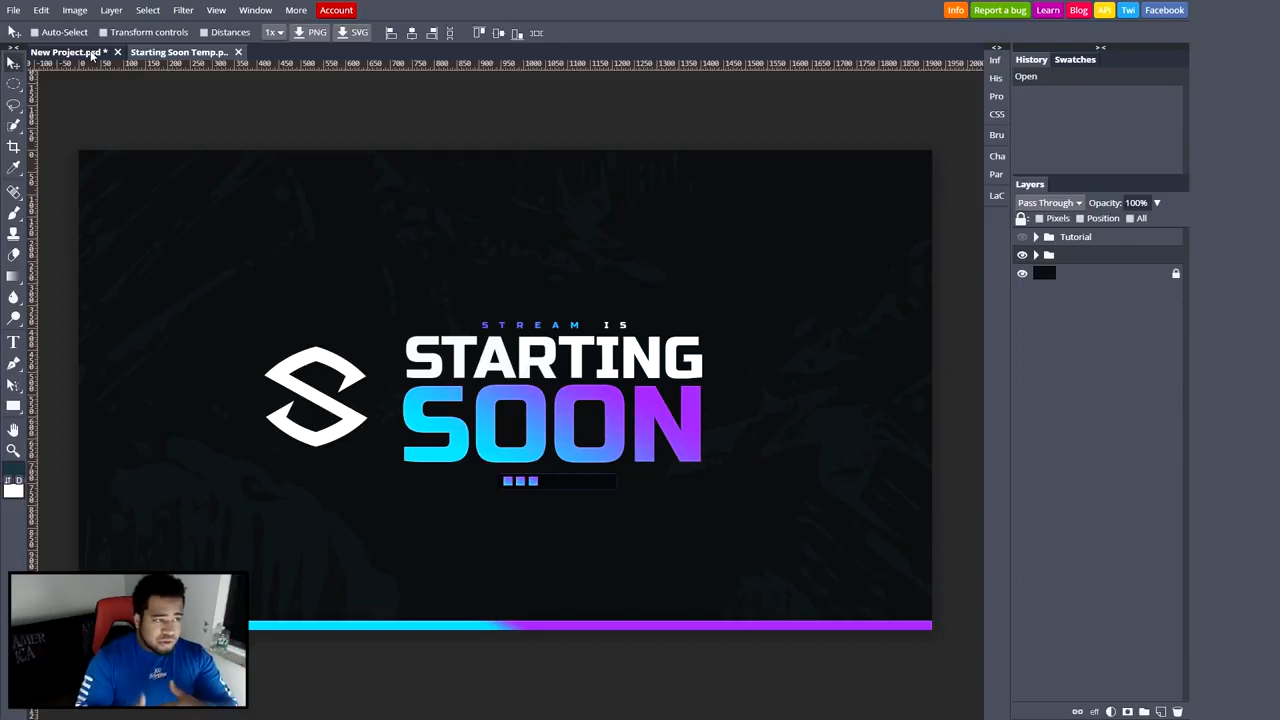 File Edit Image Layer Select Filter View Window More Account Info Report a bug Learn Blog API Twi Facebook
Auto-Select Transform controls Distances 1x PNG SVG
New Project.psd * Starting Soon Temp.p..
History Swatches
Open
Inf
His
Pro
CSS
Bru
Cha
Par
LaC
Layers
Pass Through Opacity: 100%
Pixels Position All
Tutorial
STREAM IS
STARTING
SOON
AMER
ICA